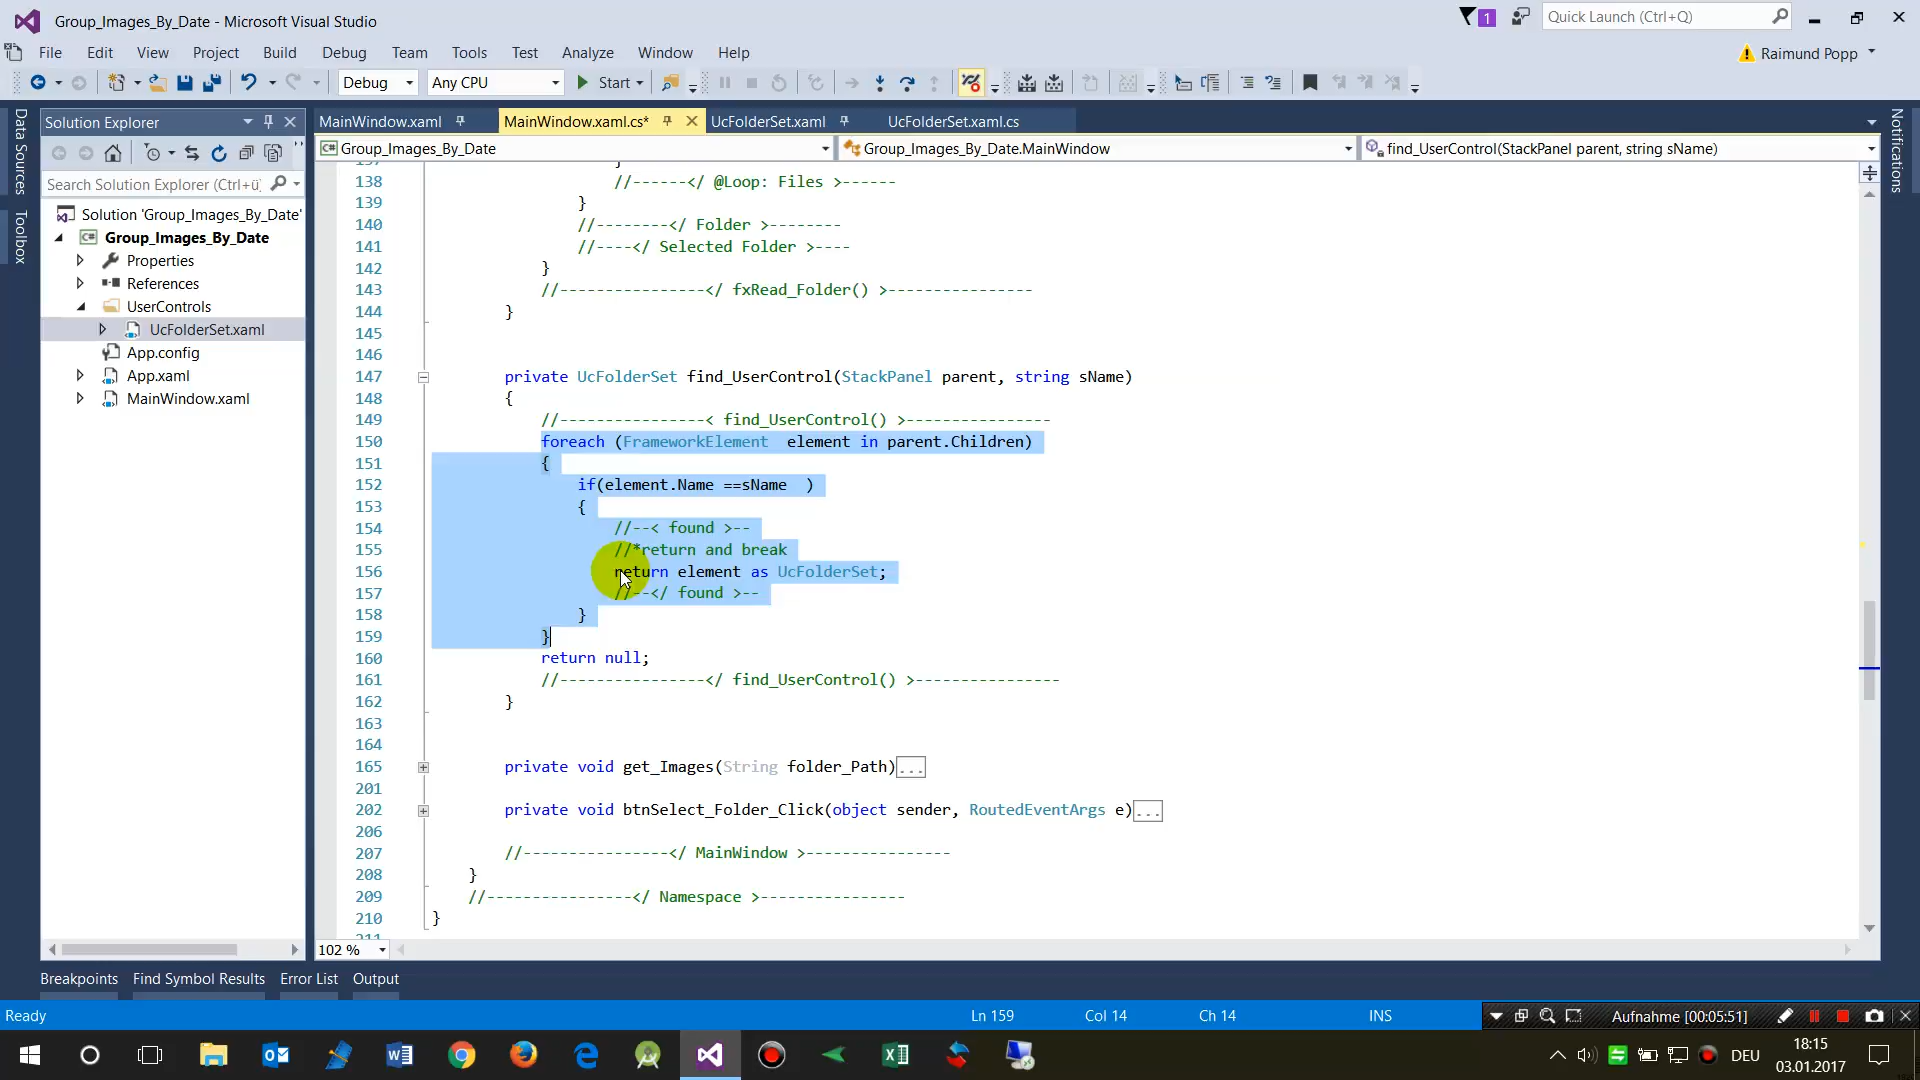 Group_Images_By_Date - Microsoft Visual Studio
1
Quick Launch (Ctrl+Q)
File Edit View Project Build Debug Team Tools Test Analyze Window Help
Raimund Popp
Debug
Any CPU
Start
Data Sources
Toolbox
Solution Explorer
Search Solution Explorer (Ctrl+ü)
Solution 'Group_Images_By_Date'
C# Group_Images_By_Date
Properties
References
UserControls
UcFolderSet.xaml
App.config
App.xaml
MainWindow.xaml
MainWindow.xaml
MainWindow.xaml.cs*
UcFolderSet.xaml
UcFolderSet.xaml.cs
C# Group_Images_By_Date
Group_Images_By_Date.MainWindow
find_UserControl(StackPanel parent, string sName)
Notifications
137 }
138 //------</ @Loop: Files >------
139 }
140 //--------</ Folder >--------
141 //----</ Selected Folder >----
142 }
143 //----------------</ fxRead_Folder() >----------------
144 }
145
146
147 private UcFolderSet find_UserControl(StackPanel parent, string sName)
148 {
149 //----------------< find_UserControl() >----------------
150 foreach (FrameworkElement  element in parent.Children)
151 {
152 if(element.Name ==sName  )
153 {
154 //--< found >--
155 //*return and break
156 return element as UcFolderSet;
157 //--</ found >--
158 }
159 }
160 return null;
161 //----------------</ find_UserControl() >----------------
162 }
163
164
165 private void get_Images(String folder_Path)...
201
202 private void btnSelect_Folder_Click(object sender, RoutedEventArgs e)...
206
207 //----------------</ MainWindow >----------------
208 }
209 //----------------</ Namespace >----------------
210 }
211
102 %
Breakpoints Find Symbol Results Error List Output
Ready
Ln 159
Col 14
Ch 14
INS
Aufnahme [00:05:51]
DEU
18:15
03.01.2017